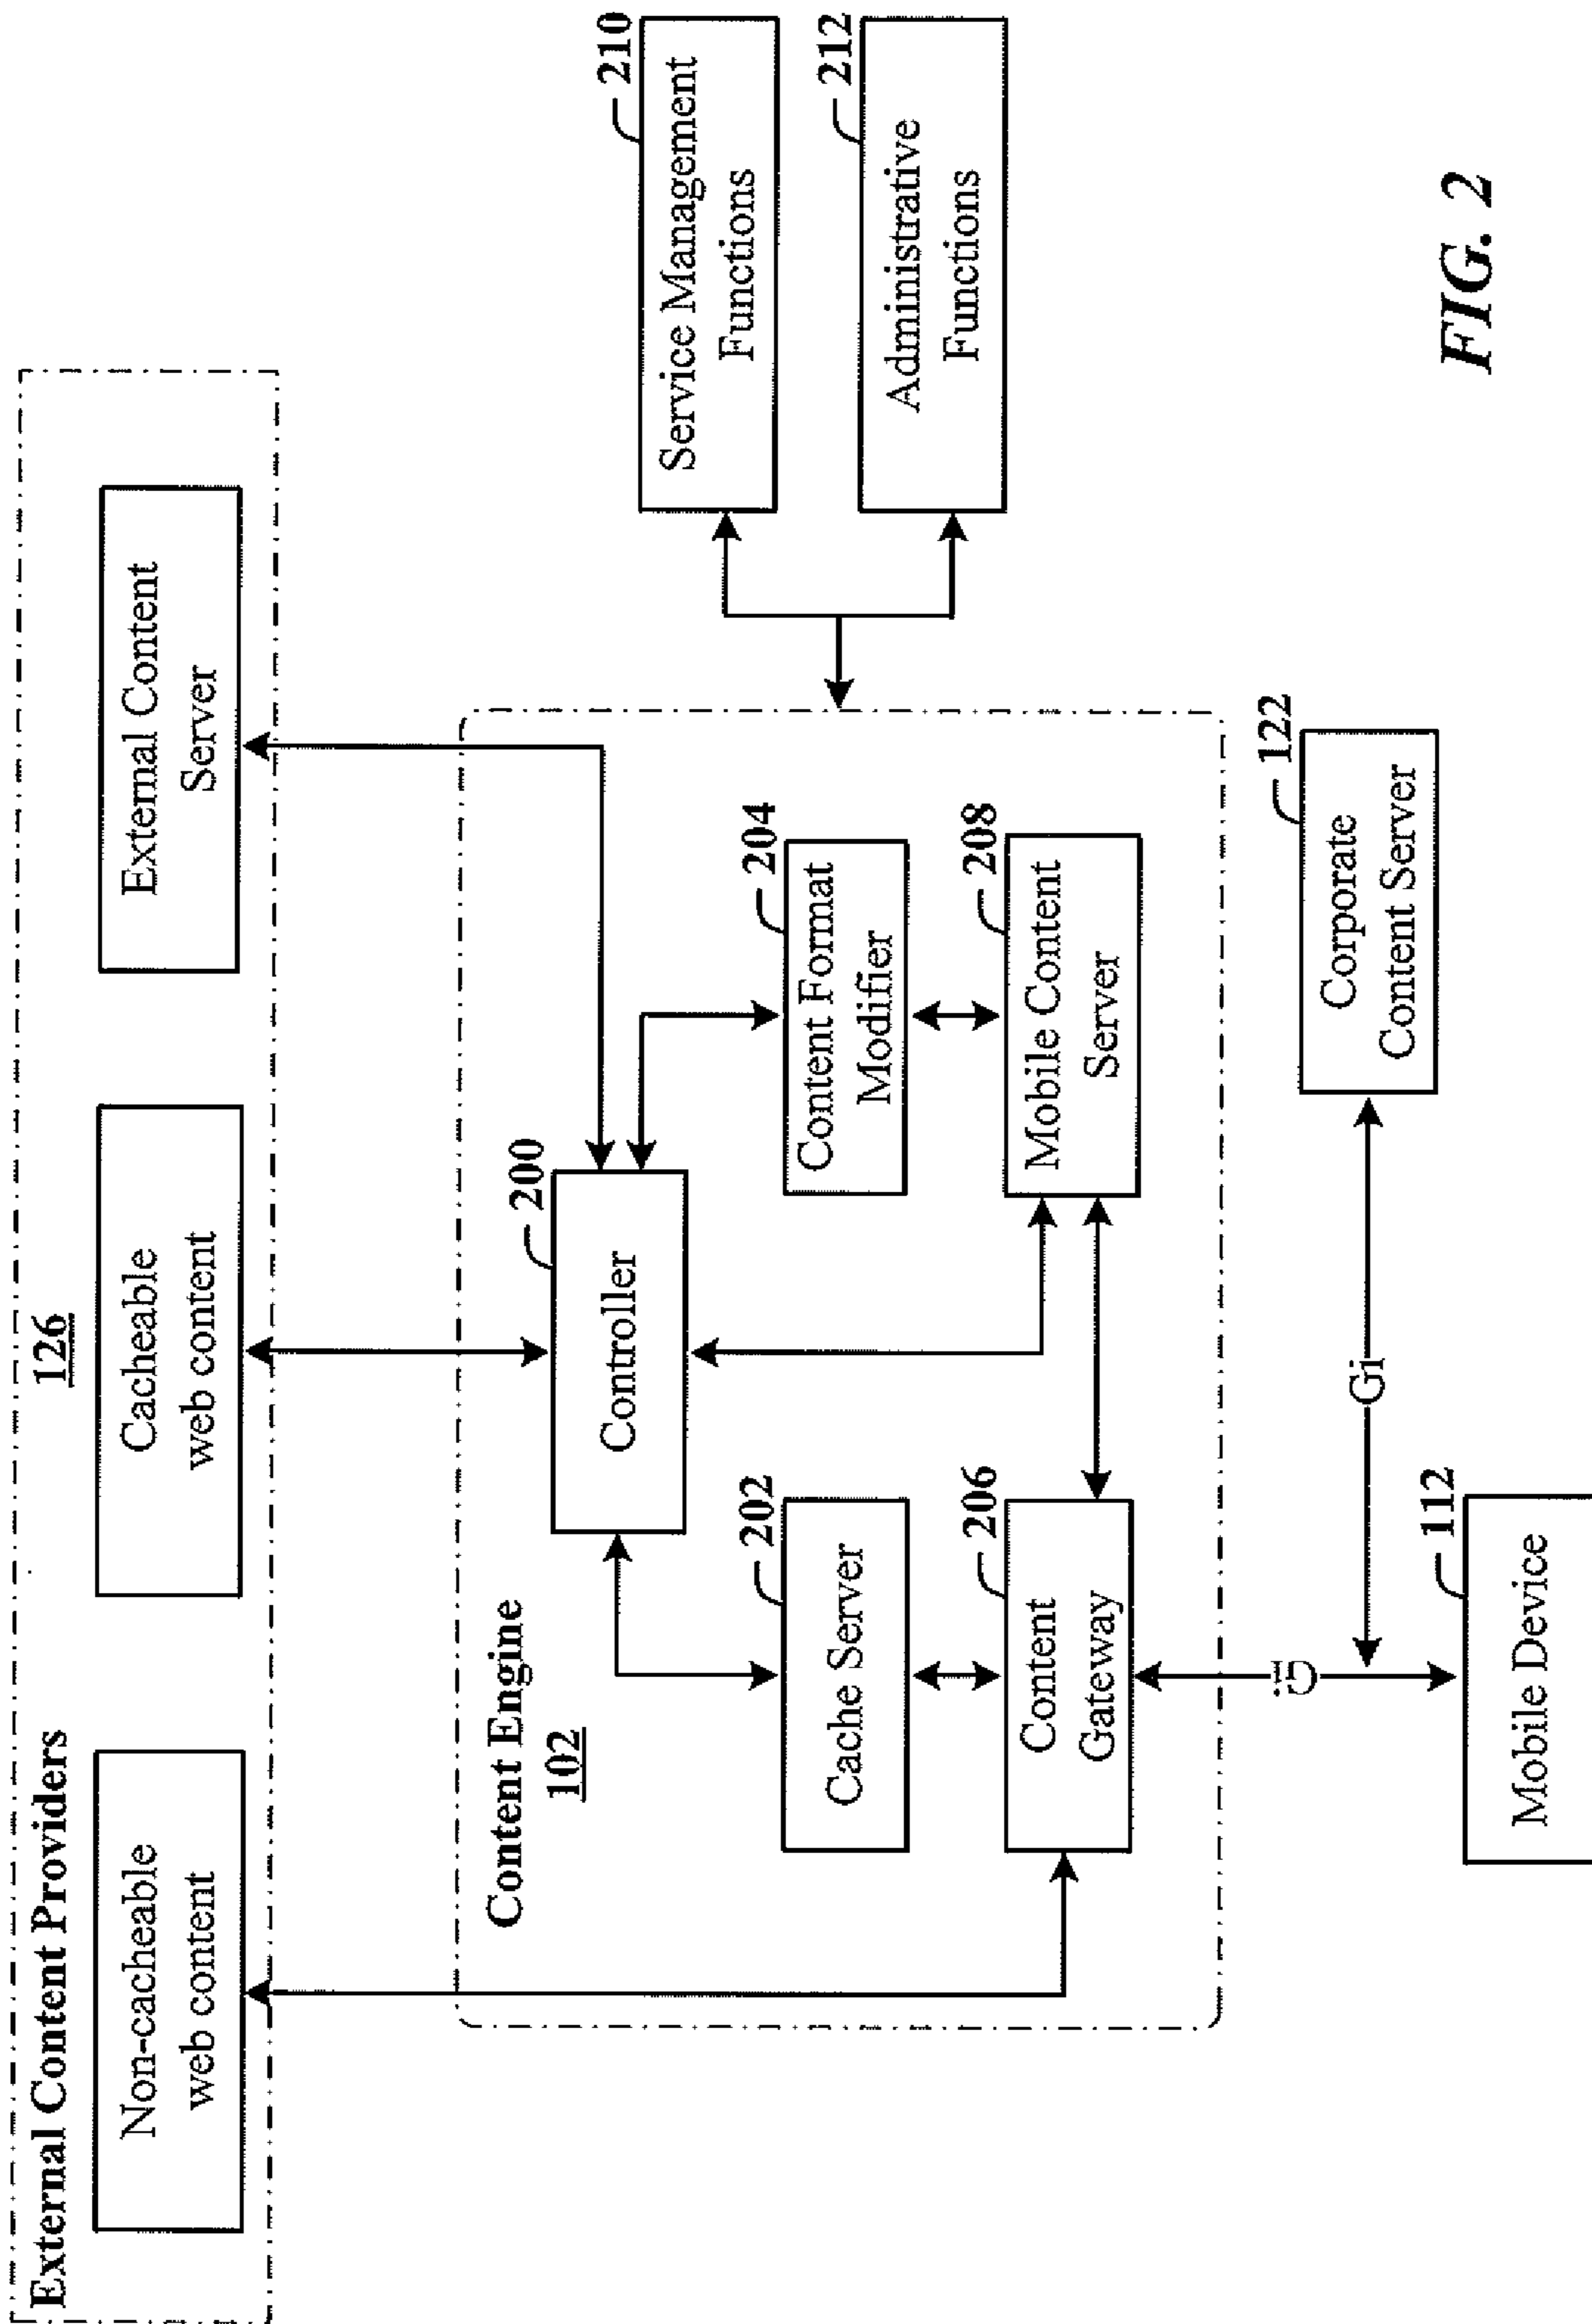 External Content Providers
126
Non-cacheable
web content
Cacheable
web content
External Content
Server
Content Engine
102
200
Controller
202
Cache Server
204
Content Format
Modifier
206
Content
Gateway
208
Mobile Content
Server
210
Service Management
Functions
212
Administrative
Functions
Gi
Gi
112
Mobile Device
122
Corporate
Content Server
FIG. 2